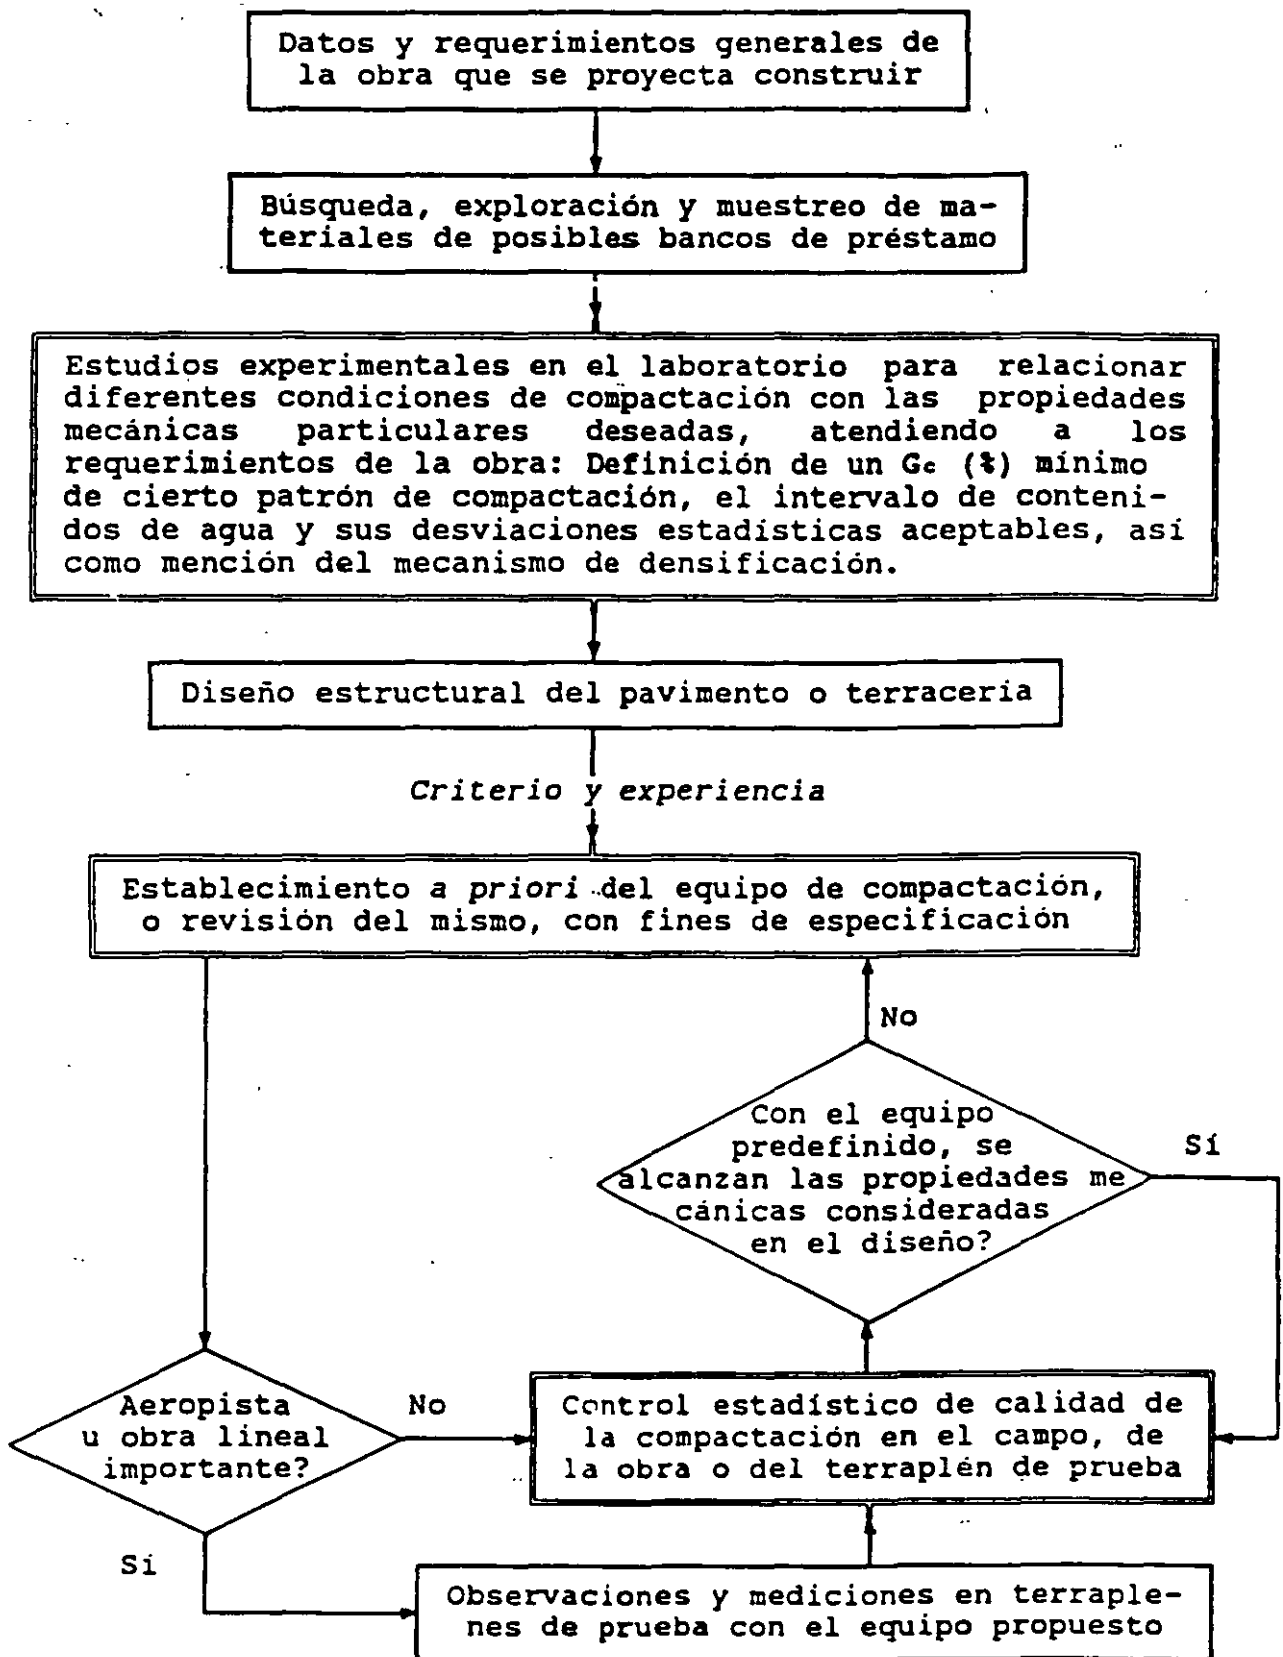 Datos y requerimientos generales de
la obra que se proyecta construir
Búsqueda, exploración y muestreo de ma-
teriales de posibles bancos de préstamo
Estudios experimentales en el laboratorio para relacionar
diferentes condiciones de compactación con las propiedades
mecánicas particulares deseadas, atendiendo a los
requerimientos de la obra: Definición de un Gc (%) mínimo
de cierto patrón de compactación, el intervalo de conteni-
dos de agua y sus desviaciones estadísticas aceptables, así
como mención del mecanismo de densificación.
Diseño estructural del pavimento o terracería
Criterio y experiencia
Establecimiento a priori del equipo de compactación,
o revisión del mismo, con fines de especificación
No
Con el equipo
predefinido, se
alcanzan las propiedades me
cánicas consideradas
en el diseño?
Sí
Aeropista
u obra lineal
importante?
No
Control estadístico de calidad de
la compactación en el campo, de
la obra o del terraplén de prueba
Sí
Observaciones y mediciones en terraple-
nes de prueba con el equipo propuesto